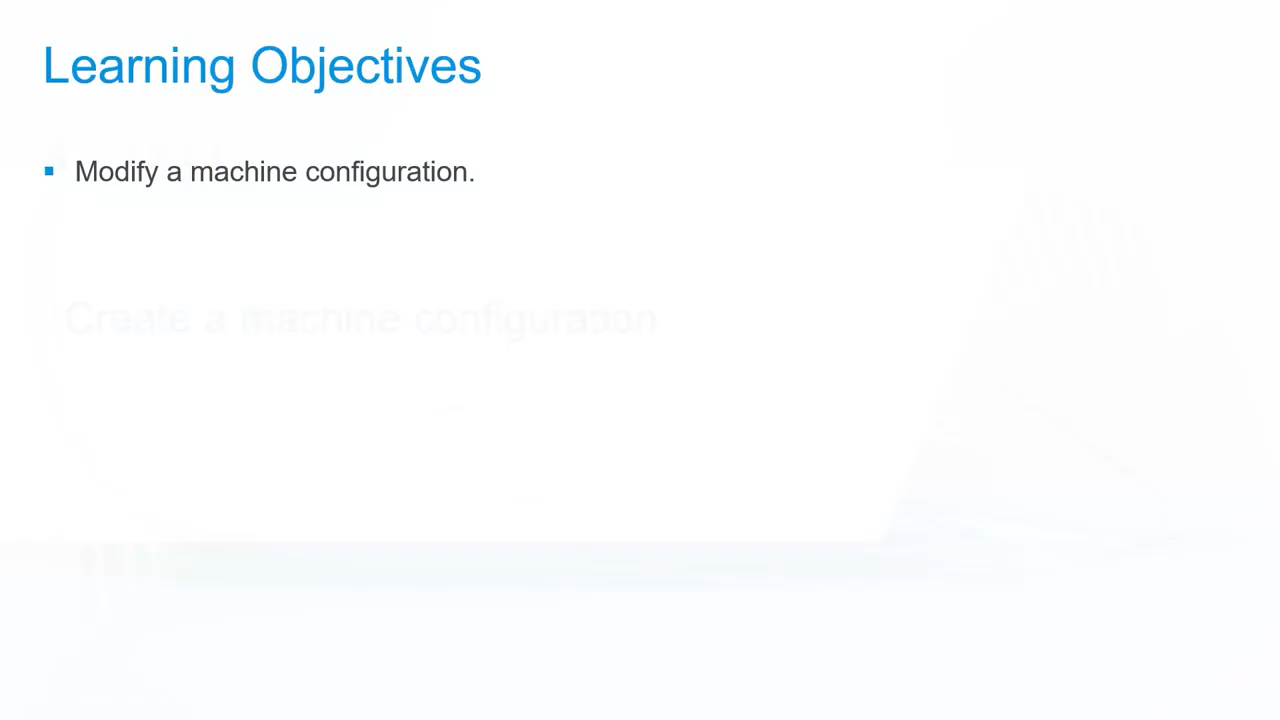 Learning Objectives
▪ Modify a machine configuration.
Create a machine configuration